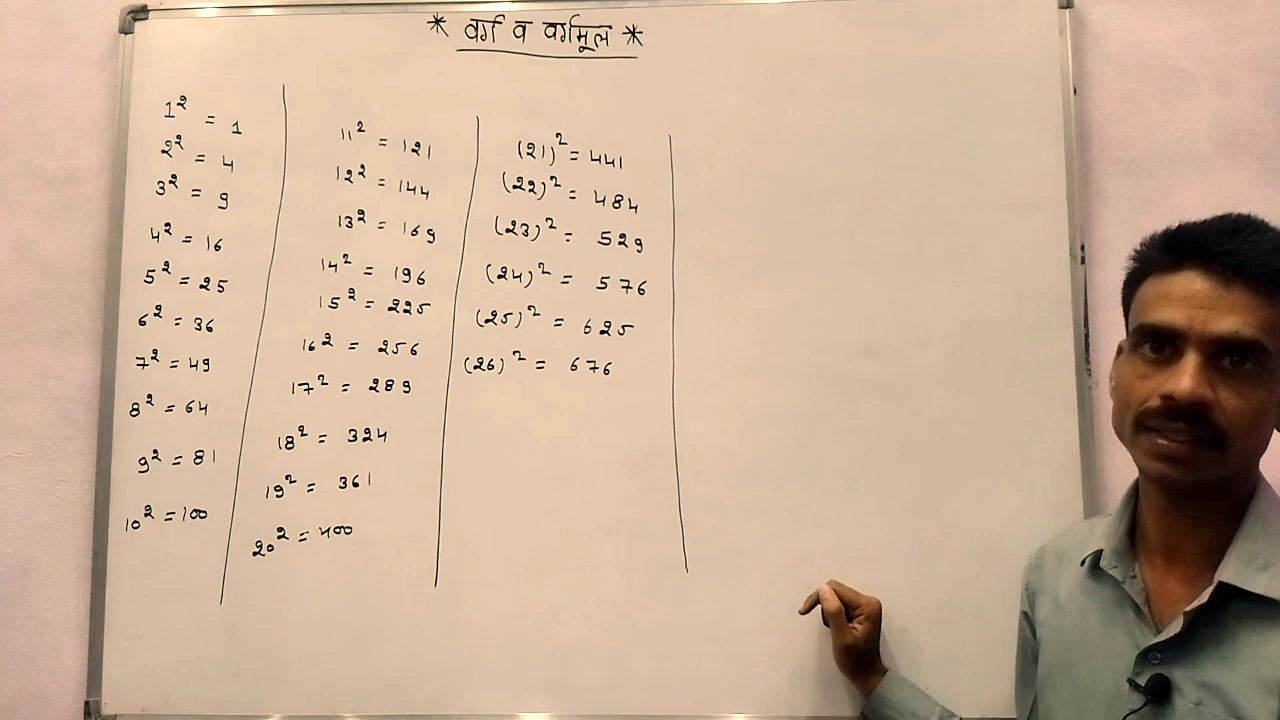 * वर्ग व वर्गमूल *
1² = 1
2² = 4
3² = 9
4² = 16
5² = 25
6² = 36
7² = 49
8² = 64
9² = 81
10² = 100
11² = 121
12² = 144
13² = 169
14² = 196
15² = 225
16² = 256
17² = 289
18² = 324
19² = 361
20² = 400
(21)² = 441
(22)² = 484
(23)² = 529
(24)² = 576
(25)² = 625
(26)² = 676